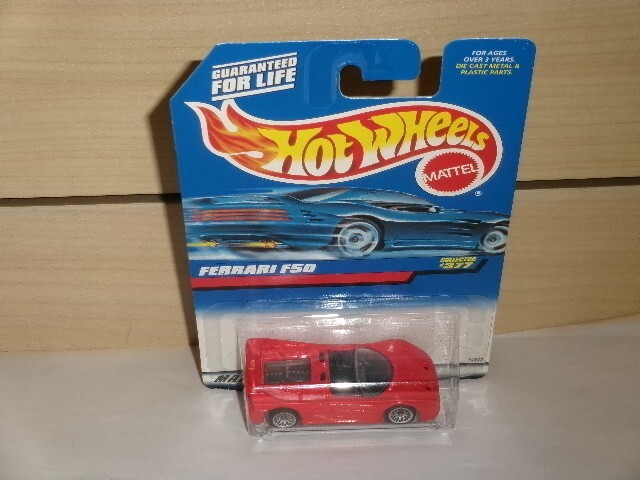 GUARANTEED
FOR LIFE
FOR AGES
OVER 3 YEARS.
DIE CAST METAL &
PLASTIC PARTS.
HOT WHEELS
MATTEL
®
FERRARI F50
COLLECTOR
#377